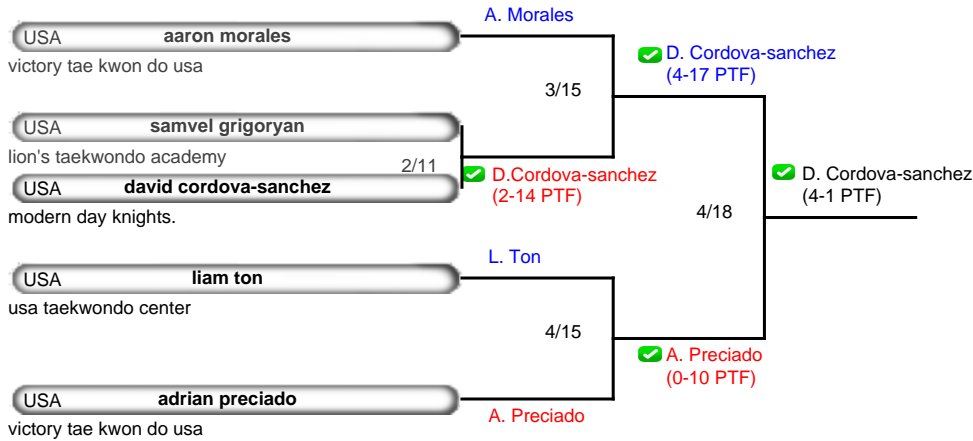 A. Morales
USA aaron morales
victory tae kwon do usa
D. Cordova-sanchez
(4-17 PTF)
3/15
USA samvel grigoryan
lion's taekwondo academy
2/11
D.Cordova-sanchez
(2-14 PTF)
USA david cordova-sanchez
modern day knights.
D. Cordova-sanchez
(4-1 PTF)
4/18
L. Ton
USA liam ton
usa taekwondo center
4/15
A. Preciado
(0-10 PTF)
USA adrian preciado
A. Preciado
victory tae kwon do usa